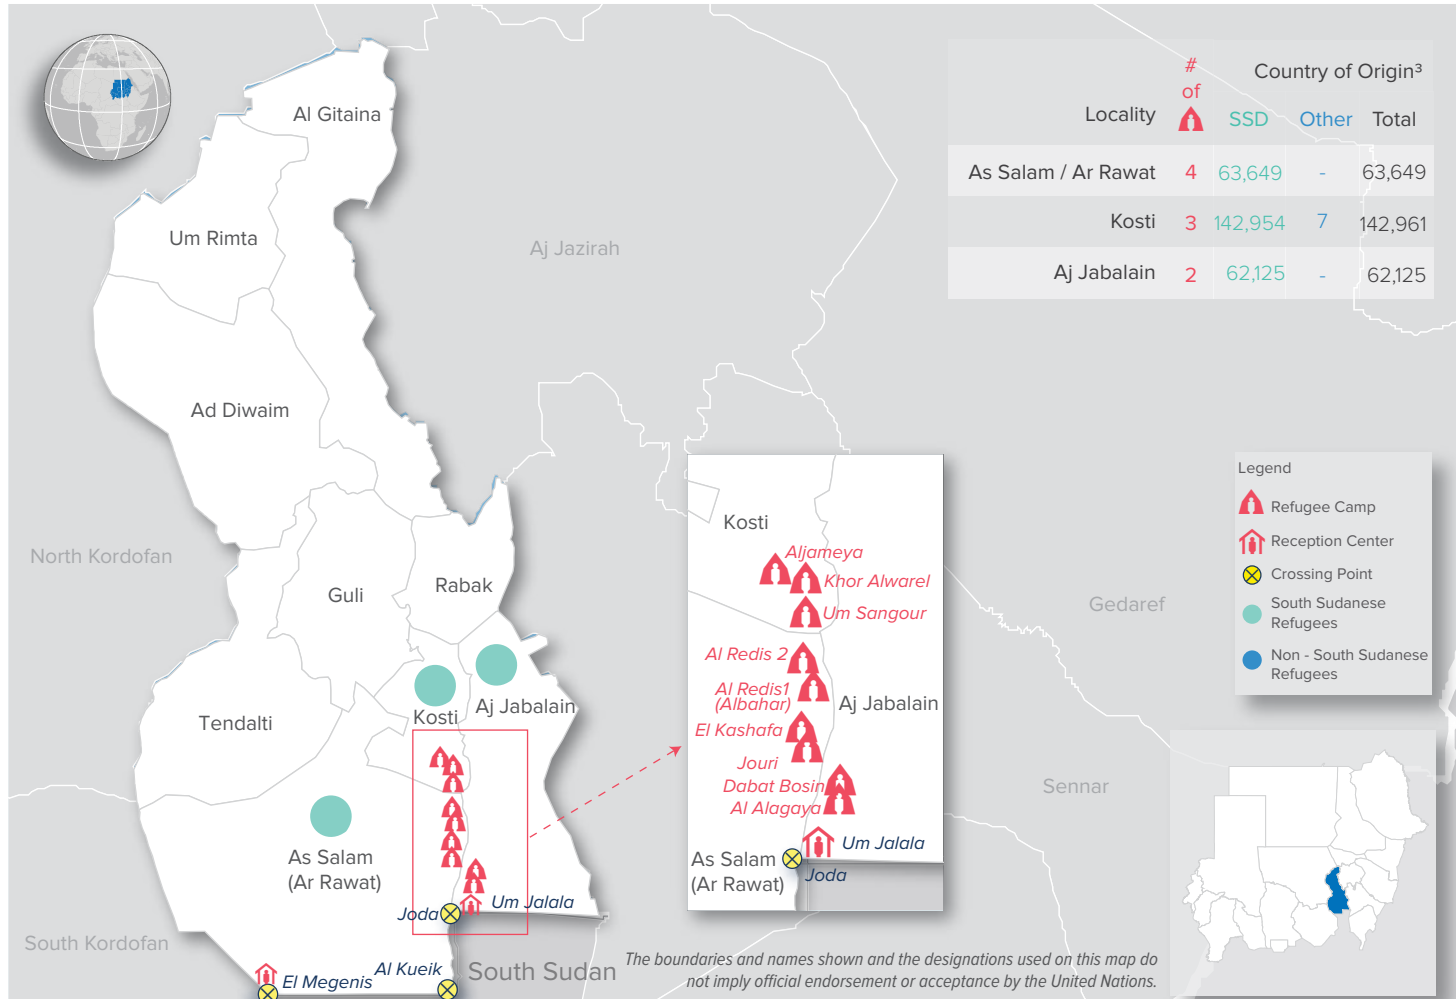 Al Gitaina
Um Rimta
Aj Jazirah
Ad Diwaim
North Kordofan
Guli
Rabak
Tendalti
Kosti
Aj Jabalain
As Salam
(Ar Rawat)
Um Jalala
Joda
South Kordofan
El Megenis
Al Kueik
South Sudan
Gedaref
Sennar
# of
Country of Origin³
Locality SSD Other Total
As Salam / Ar Rawat 4 63,649 - 63,649
Kosti 3 142,954 7 142,961
Aj Jabalain 2 62,125 - 62,125
Kosti
Aljameya
Khor Alwarel
Um Sangour
Al Redis 2
Al Redis1
(Albahar)
Aj Jabalain
El Kashafa
Jouri
Dabat Bosin
Al Alagaya
Um Jalala
As Salam
(Ar Rawat)
Joda
Legend
Refugee Camp
Reception Center
Crossing Point
South Sudanese
Refugees
Non - South Sudanese
Refugees
The boundaries and names shown and the designations used on this map do
not imply official endorsement or acceptance by the United Nations.